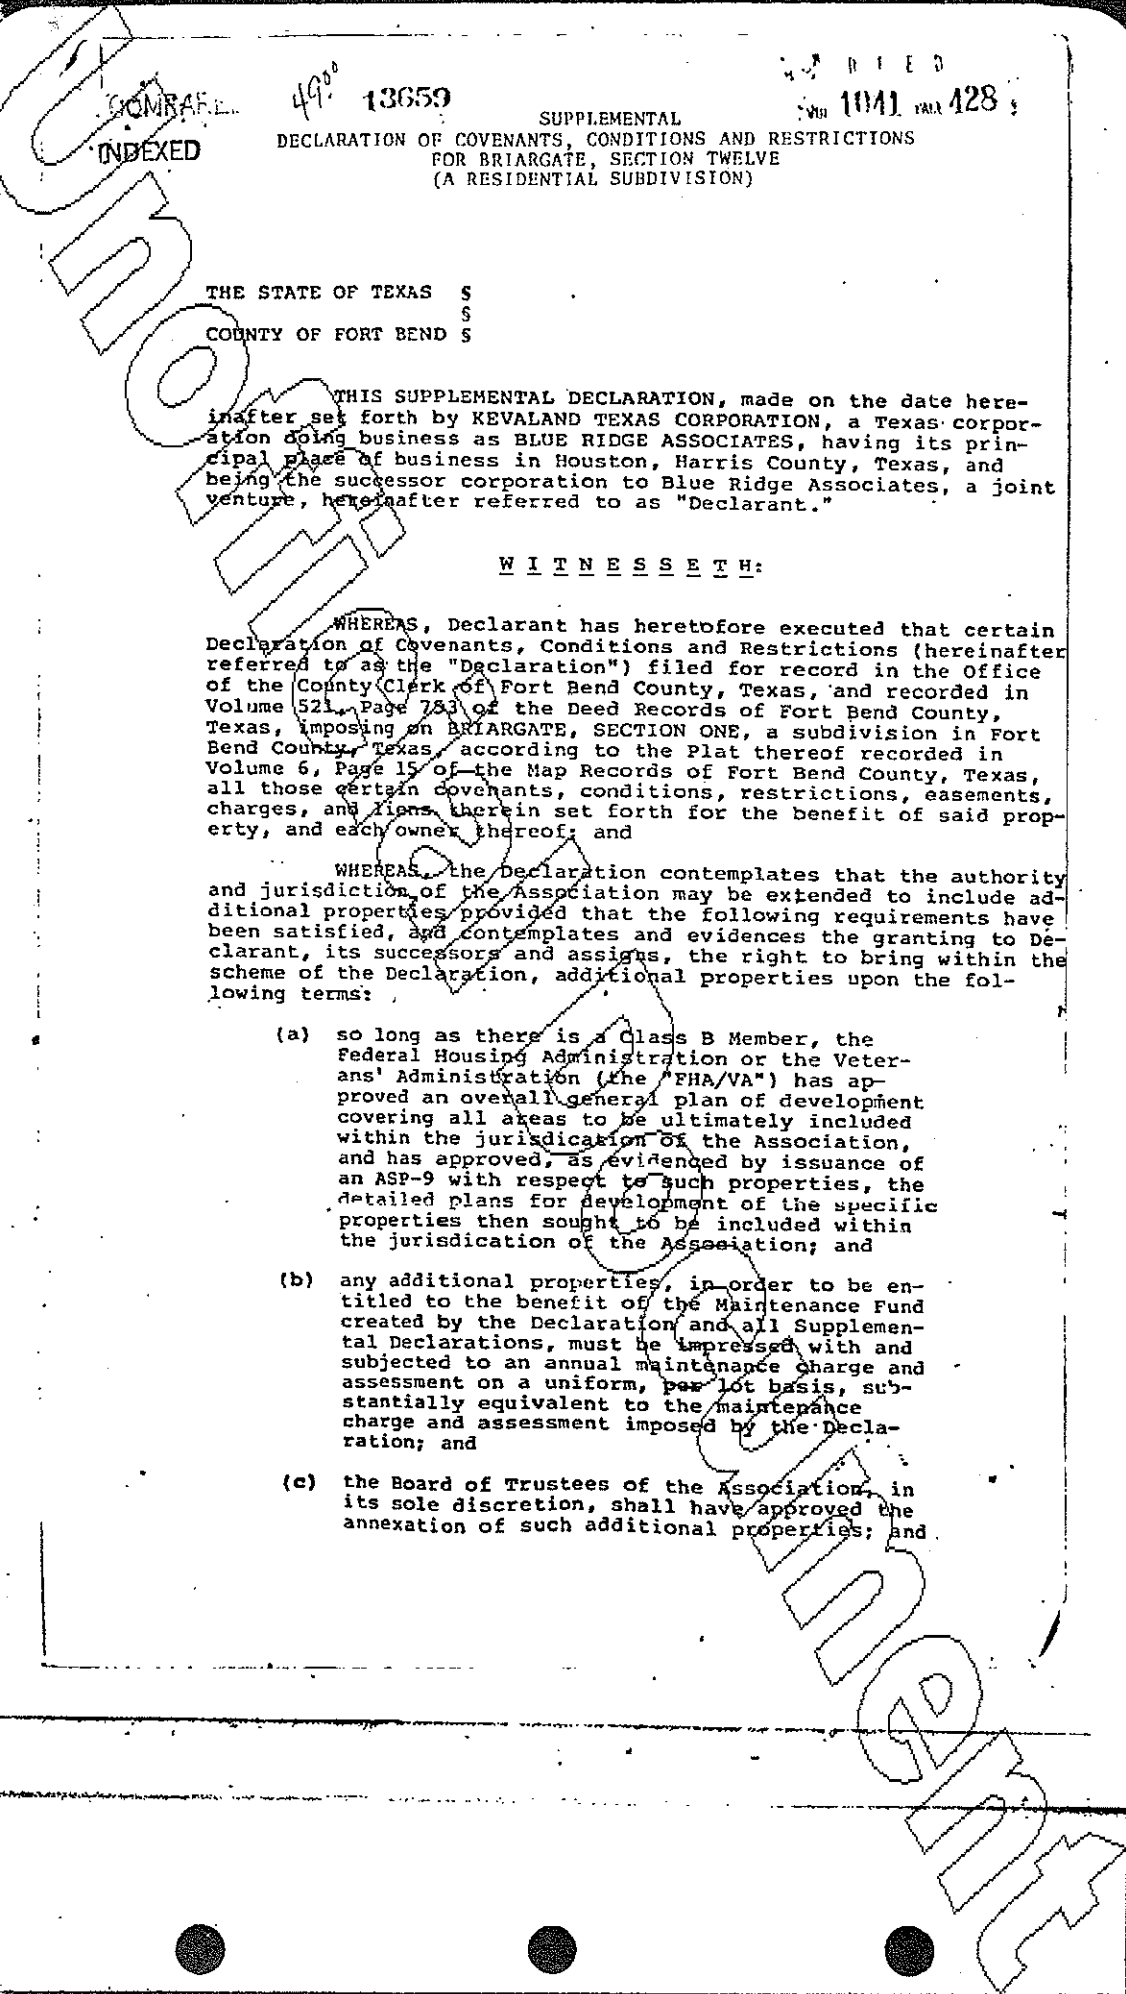 COMPARED
INDEXED
49.00
13659
DEED
VOL 1041 PAGE 428
SUPPLEMENTAL
DECLARATION OF COVENANTS, CONDITIONS AND RESTRICTIONS
FOR BRIARGATE, SECTION TWELVE
(A RESIDENTIAL SUBDIVISION)
THE STATE OF TEXAS §
§
COUNTY OF FORT BEND §
THIS SUPPLEMENTAL DECLARATION, made on the date here-
inafter set forth by KEVALAND TEXAS CORPORATION, a Texas corpor-
ation doing business as BLUE RIDGE ASSOCIATES, having its prin-
cipal place of business in Houston, Harris County, Texas, and
being the successor corporation to Blue Ridge Associates, a joint
venture, hereinafter referred to as "Declarant."
W I T N E S S E T H:
WHEREAS, Declarant has heretofore executed that certain
Declaration of Covenants, Conditions and Restrictions (hereinafter
referred to as the "Declaration") filed for record in the Office
of the County Clerk of Fort Bend County, Texas, and recorded in
Volume 521, Page 783 of the Deed Records of Fort Bend County,
Texas, imposing on BRIARGATE, SECTION ONE, a subdivision in Fort
Bend County, Texas, according to the Plat thereof recorded in
Volume 6, Page 15 of the Map Records of Fort Bend County, Texas,
all those certain covenants, conditions, restrictions, easements,
charges, and liens therein set forth for the benefit of said prop-
erty, and each owner thereof; and
WHEREAS, the Declaration contemplates that the authority
and jurisdiction of the Association may be extended to include ad-
ditional properties provided that the following requirements have
been satisfied, and contemplates and evidences the granting to De-
clarant, its successors and assigns, the right to bring within the
scheme of the Declaration, additional properties upon the fol-
lowing terms:
(a) so long as there is a Class B Member, the
Federal Housing Administration or the Veter-
ans' Administration (the "FHA/VA") has ap-
proved an overall general plan of development
covering all areas to be ultimately included
within the jurisdication of the Association,
and has approved, as evidenced by issuance of
an ASP-9 with respect to such properties, the
detailed plans for development of the specific
properties then sought to be included within
the jurisdication of the Association; and
(b) any additional properties, in order to be en-
titled to the benefit of the Maintenance Fund
created by the Declaration and all Supplemen-
tal Declarations, must be impressed with and
subjected to an annual maintenance charge and
assessment on a uniform, per lot basis, sub-
stantially equivalent to the maintenance
charge and assessment imposed by the Decla-
ration; and
(c) the Board of Trustees of the Association, in
its sole discretion, shall have approved the
annexation of such additional properties; and
Unofficial Document